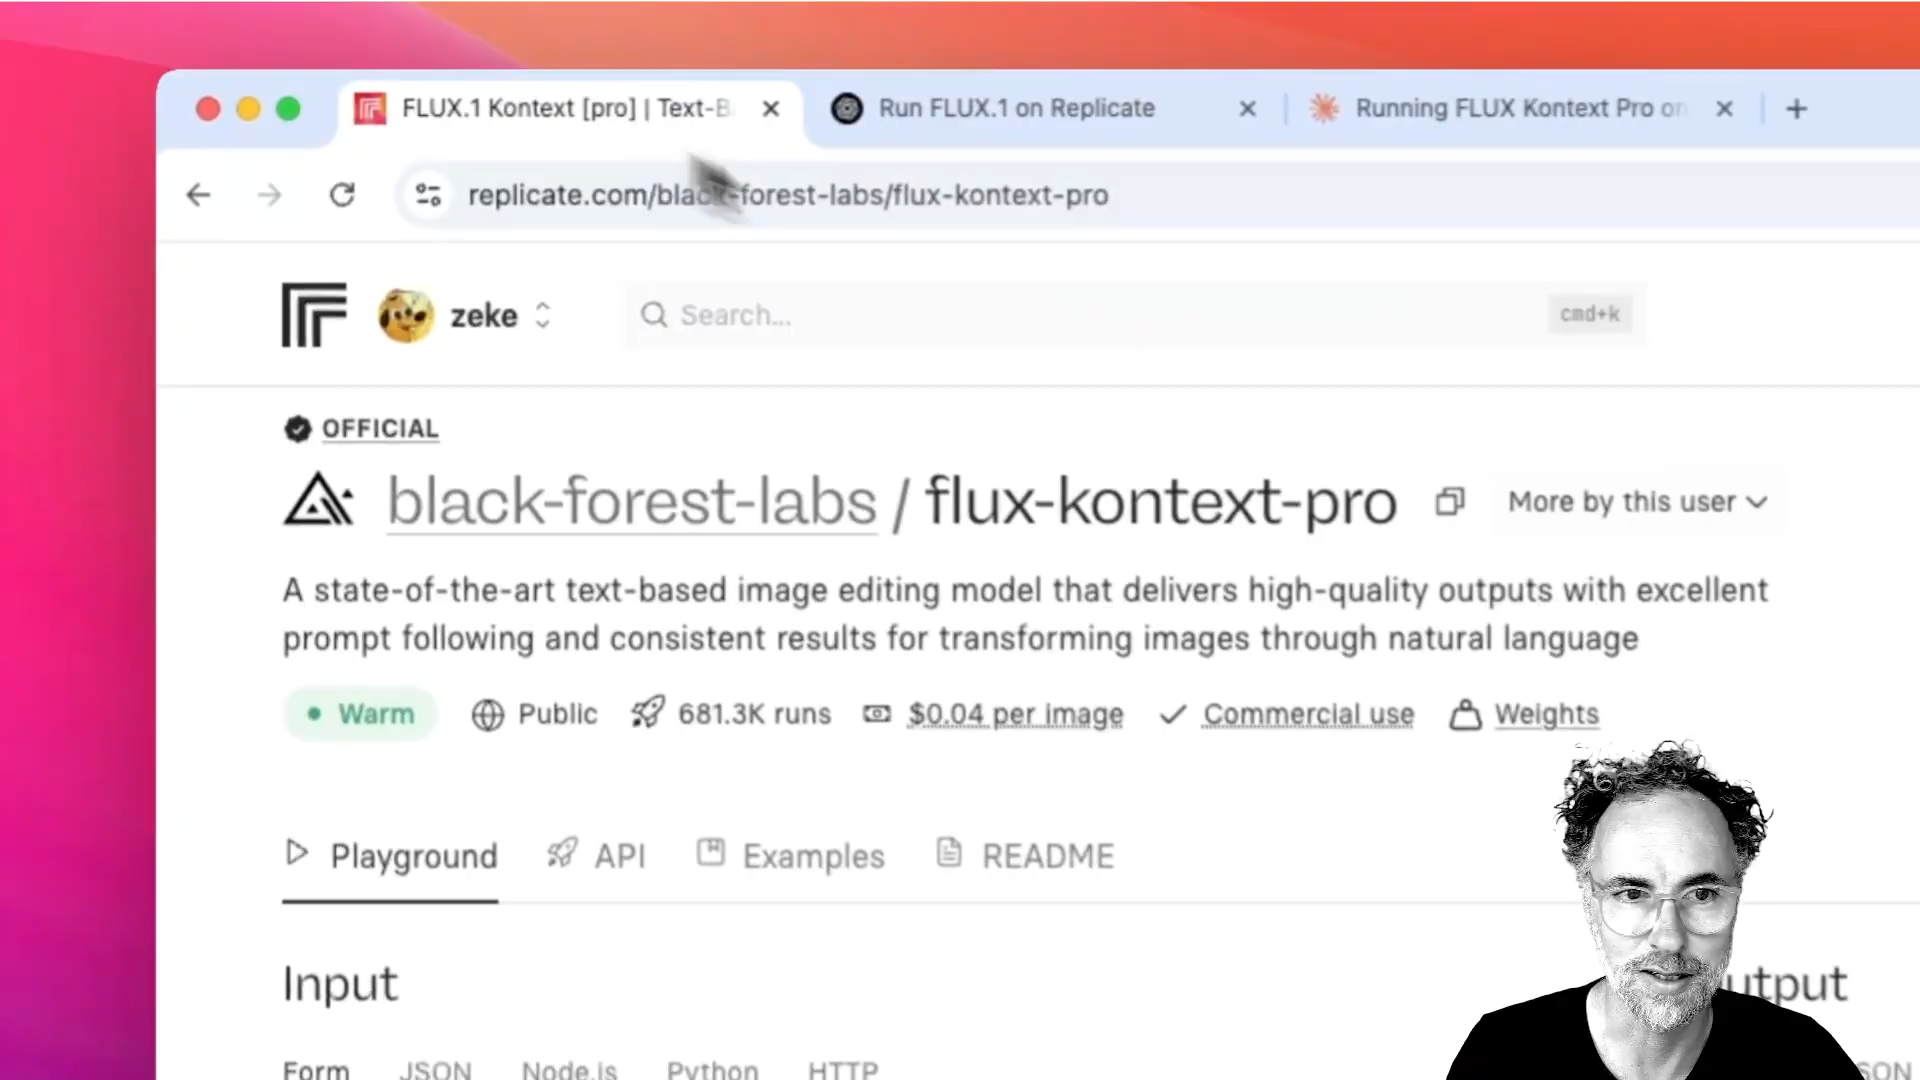 FLUX.1 Kontext [pro] | Text-B
Run FLUX.1 on Replicate
Running FLUX Kontext Pro on
replicate.com/black-forest-labs/flux-kontext-pro
zeke
Search...
cmd+k
OFFICIAL
black-forest-labs / flux-kontext-pro
More by this user
A state-of-the-art text-based image editing model that delivers high-quality outputs with excellent
prompt following and consistent results for transforming images through natural language
Warm
Public
681.3K runs
$0.04 per image
Commercial use
Weights
Playground
API
Examples
README
Input
utput
Form
JSON
Node.js
Python
HTTP
SON